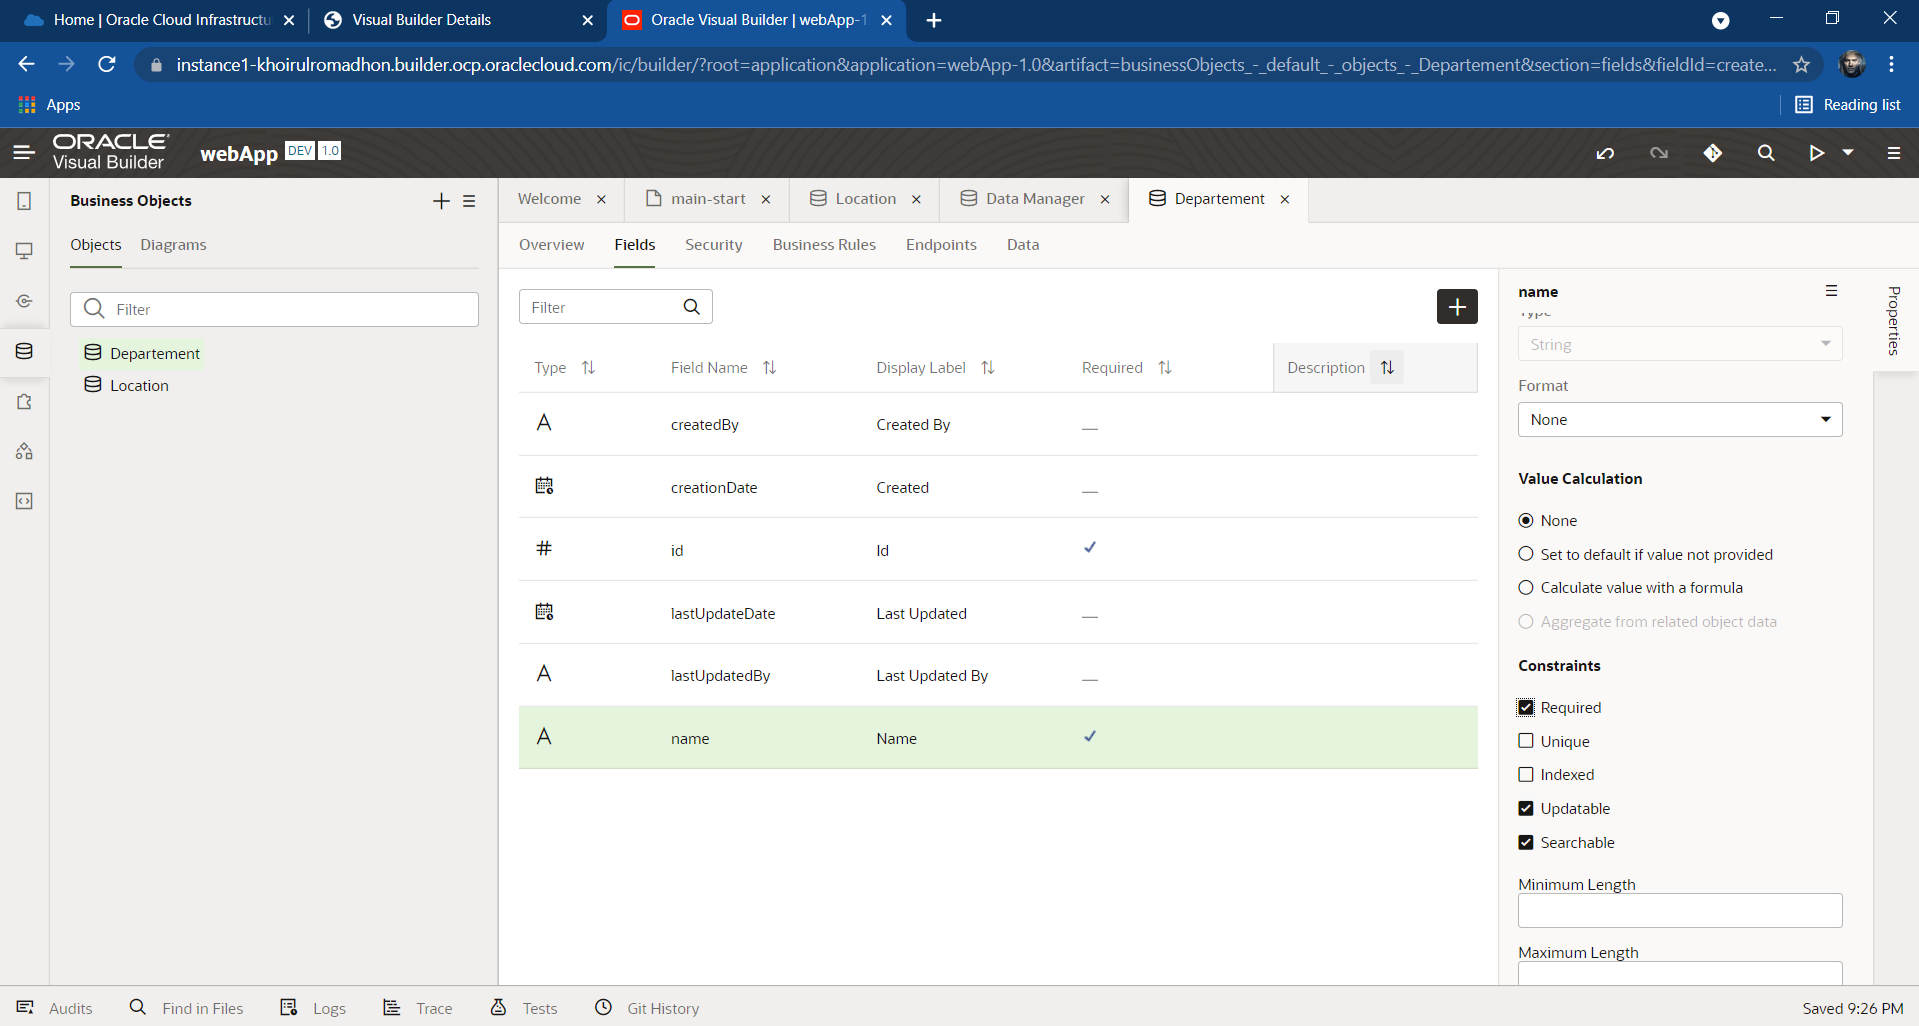 Home | Oracle Cloud Infrastructu
Visual Builder Details
Oracle Visual Builder | webApp-1.
instance1-khoirulromadhon.builder.ocp.oraclecloud.com/ic/builder/?root=application&application=webApp-1.0&artifact=businessObjects_-_default_-_objects_-_Departement&section=fields&fieldId=create...
Apps
Reading list
ORACLE
Visual Builder
webApp DEV 1.0
Business Objects
Objects Diagrams
Filter
Departement
Location
Welcome main-start Location Data Manager Departement
Overview Fields Security Business Rules Endpoints Data
Filter
Type Field Name Display Label Required Description
A createdBy Created By
creationDate Created
# id Id
lastUpdateDate Last Updated
A lastUpdatedBy Last Updated By
A name Name
name
Type
String
Format
None
Value Calculation
None
Set to default if value not provided
Calculate value with a formula
Aggregate from related object data
Constraints
Required
Unique
Indexed
Updatable
Searchable
Minimum Length
Maximum Length
Properties
Audits Find in Files Logs Trace Tests Git History
Saved 9:26 PM